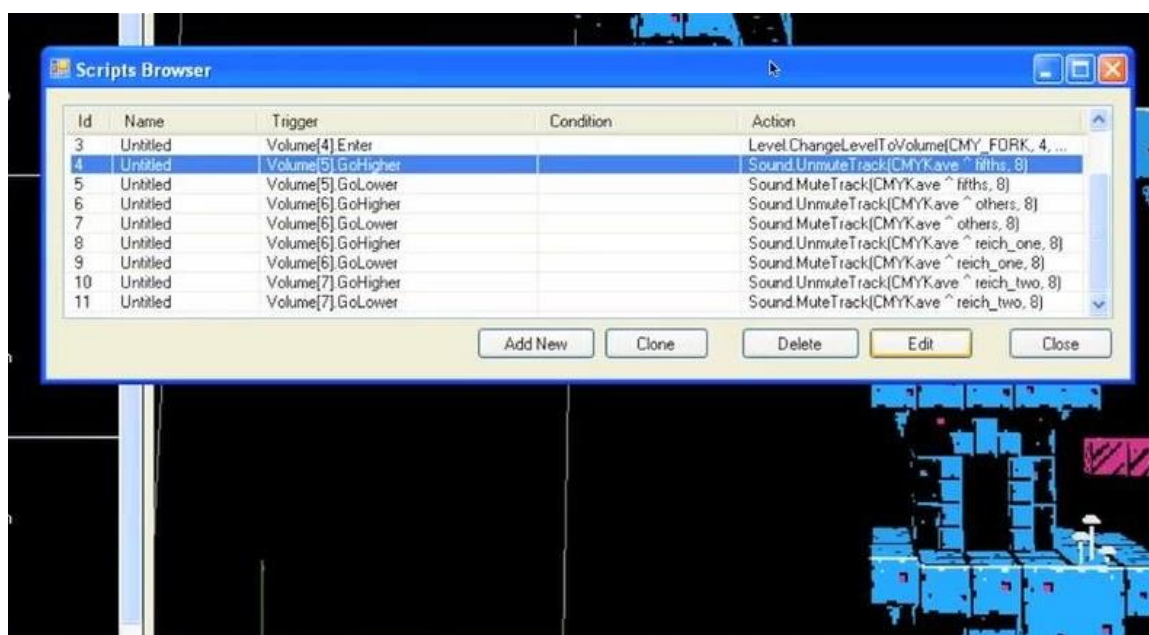 Scripts Browser
Id Name Trigger Condition Action
3 Untitled Volume[4].Enter Level.ChangeLevelToVolume(CMY_FORK, 4, ...
4 Untitled Volume[5].GoHigher Sound.UnmuteTrack(CMYKave ^ fifths, 8)
5 Untitled Volume[5].GoLower Sound.MuteTrack(CMYKave ^ fifths, 8)
6 Untitled Volume[6].GoHigher Sound.UnmuteTrack(CMYKave ^ others, 8)
7 Untitled Volume[6].GoLower Sound.MuteTrack(CMYKave ^ others, 8)
8 Untitled Volume[6].GoHigher Sound.UnmuteTrack(CMYKave ^ reich_one, 8)
9 Untitled Volume[6].GoLower Sound.MuteTrack(CMYKave ^ reich_one, 8)
10 Untitled Volume[7].GoHigher Sound.UnmuteTrack(CMYKave ^ reich_two, 8)
11 Untitled Volume[7].GoLower Sound.MuteTrack(CMYKave ^ reich_two, 8)
Add New Clone Delete Edit Close